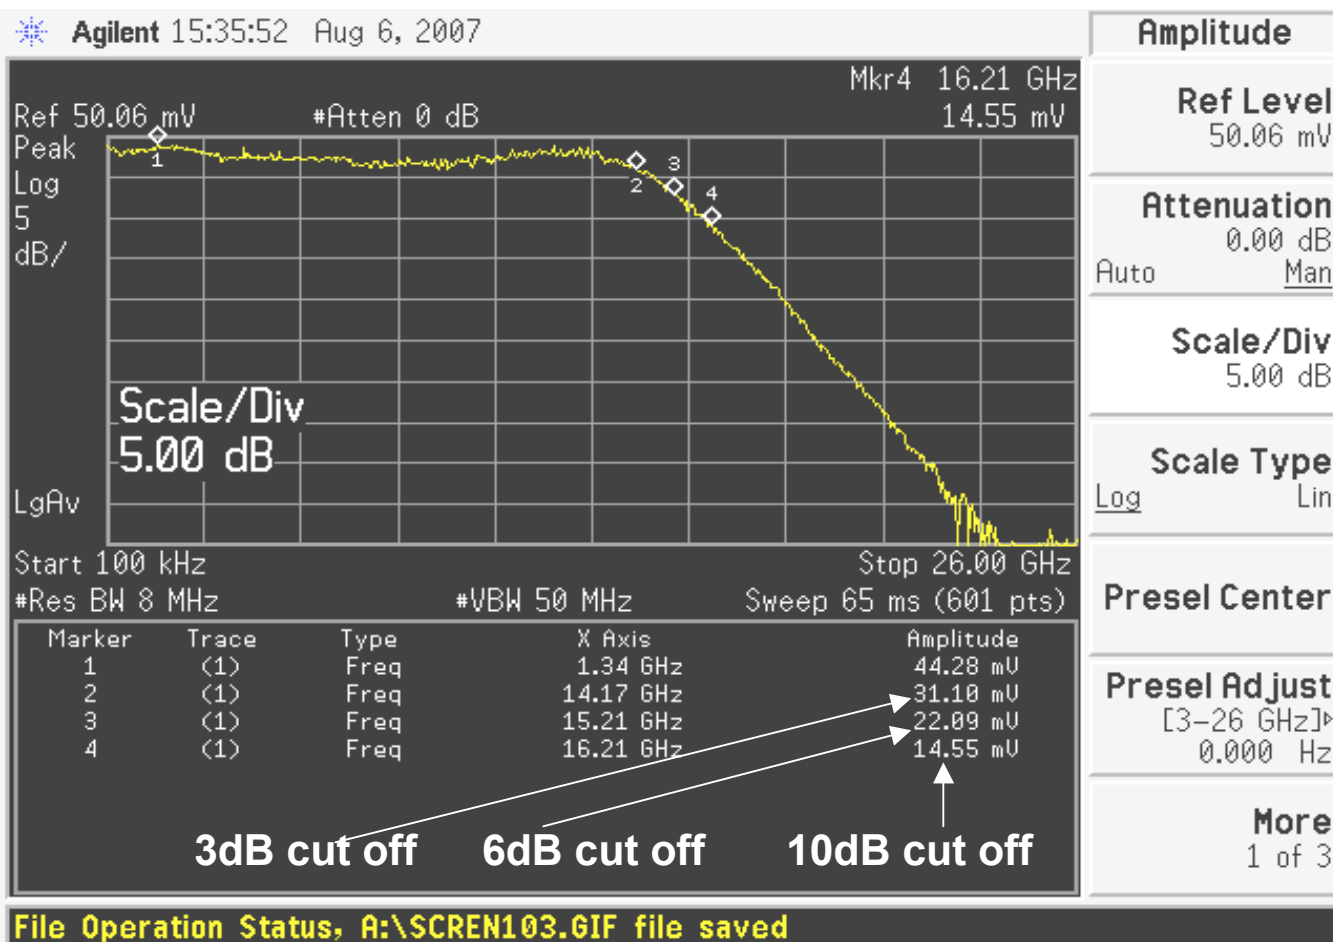 Agilent 15:35:52 Aug 6, 2007
Mkr4 16.21 GHz
Ref 50.06 mV #Atten 0 dB 14.55 mV
Peak
Log
5
dB/
1
2
3
4
Scale/Div
5.00 dB
LgAv
Start 100 kHz Stop 26.00 GHz
#Res BW 8 MHz #VBW 50 MHz Sweep 65 ms (601 pts)
Marker Trace Type X Axis Amplitude
1 (1) Freq 1.34 GHz 44.28 mV
2 (1) Freq 14.17 GHz 31.10 mV
3 (1) Freq 15.21 GHz 22.09 mV
4 (1) Freq 16.21 GHz 14.55 mV
3dB cut off 6dB cut off 10dB cut off
File Operation Status, A:\SCREN103.GIF file saved
Amplitude
Ref Level
50.06 mV
Attenuation
0.00 dB
Auto Man
Scale/Div
5.00 dB
Scale Type
Log Lin
Presel Center
Presel Adjust
[3-26 GHz]
0.000 Hz
More
1 of 3